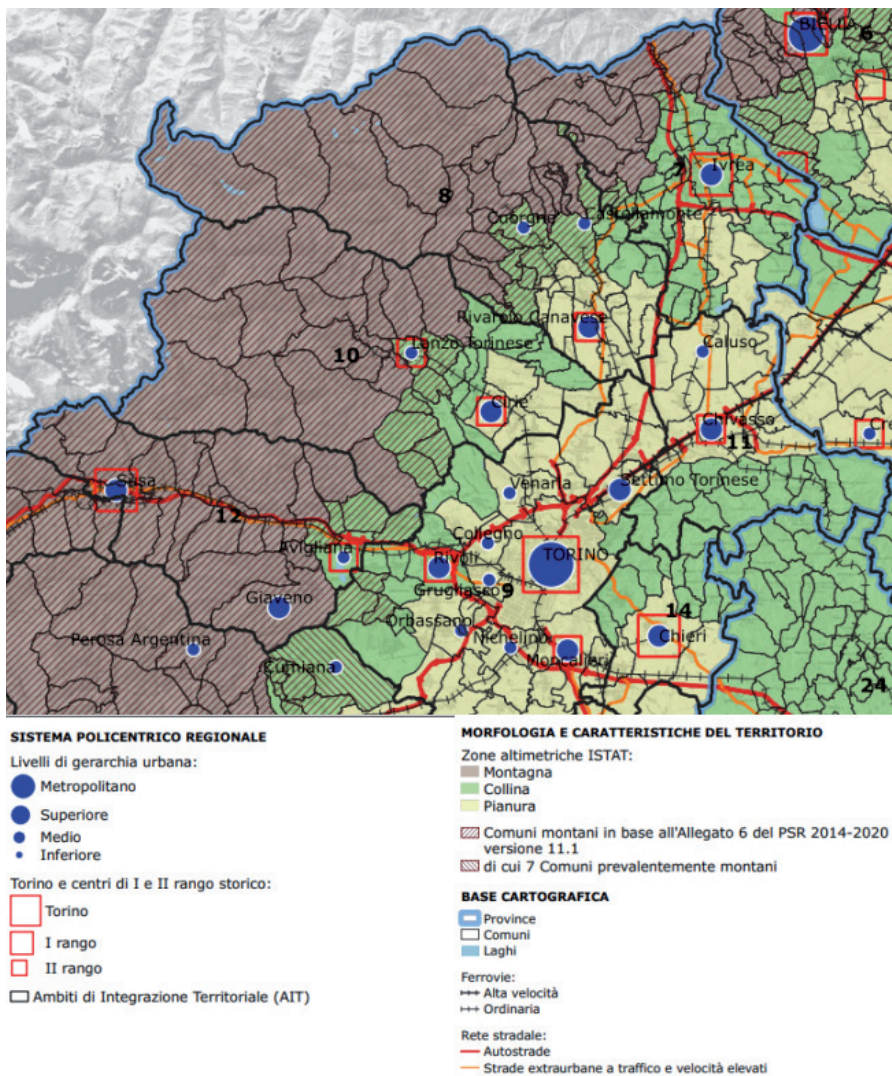 BIELLA
6
Ivrea
7
8
Cuorgnè
Castellamonte
Rivarolo Canavese
Lanzo Torinese
10
Caluso
Ciriè
Chivasso
11
Cre
Susa
Venaria
Settimo Torinese
12
Collegno
Avigliana
Rivoli
TORINO
Grugliasco
9
Giaveno
14
Orbassano
Chieri
Perosa Argentina
Nichelino
Moncalieri
Cumiana
24
SISTEMA POLICENTRICO REGIONALE
Livelli di gerarchia urbana:
Metropolitano
Superiore
Medio
Inferiore
Torino e centri di I e II rango storico:
Torino
I rango
II rango
Ambiti di Integrazione Territoriale (AIT)
MORFOLOGIA E CARATTERISTICHE DEL TERRITORIO
Zone altimetriche ISTAT:
Montagna
Collina
Pianura
Comuni montani in base all'Allegato 6 del PSR 2014-2020
versione 11.1
di cui 7 Comuni prevalentemente montani
BASE CARTOGRAFICA
Province
Comuni
Laghi
Ferrovie:
Alta velocità
Ordinaria
Rete stradale:
Autostrade
Strade extraurbane a traffico e velocità elevati